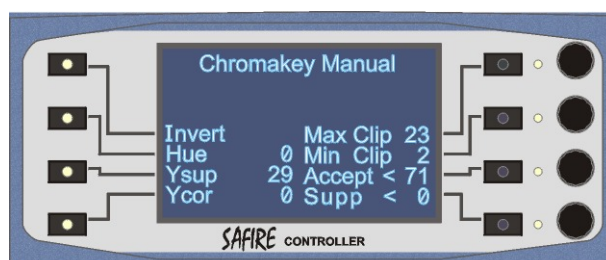 Chromakey Manual
Invert Max Clip 23
Hue 0 Min Clip 2
Ysup 29 Accept < 71
Ycor 0 Supp < 0
SAFIRE CONTROLLER